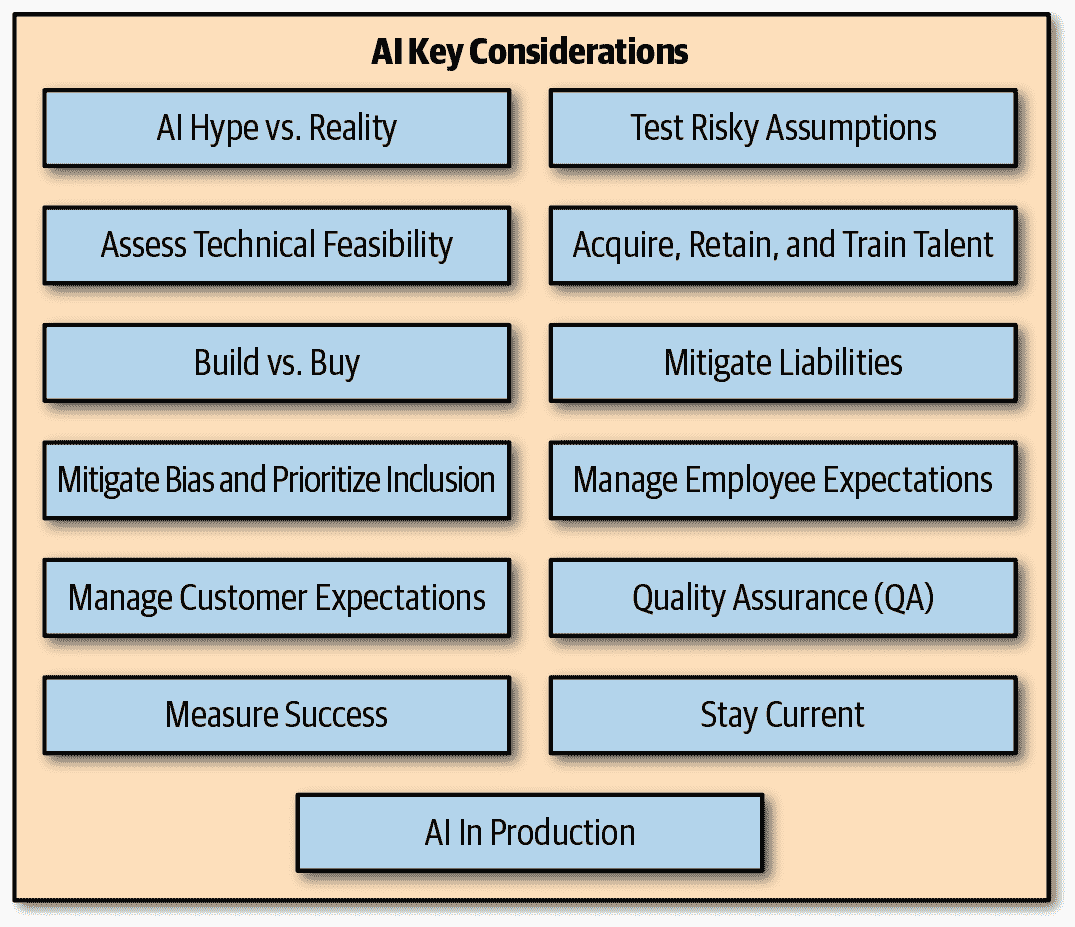 AI Key Considerations
AI Hype vs. Reality
Test Risky Assumptions
Assess Technical Feasibility
Acquire, Retain, and Train Talent
Build vs. Buy
Mitigate Liabilities
Mitigate Bias and Prioritize Inclusion
Manage Employee Expectations
Manage Customer Expectations
Quality Assurance (QA)
Measure Success
Stay Current
AI In Production